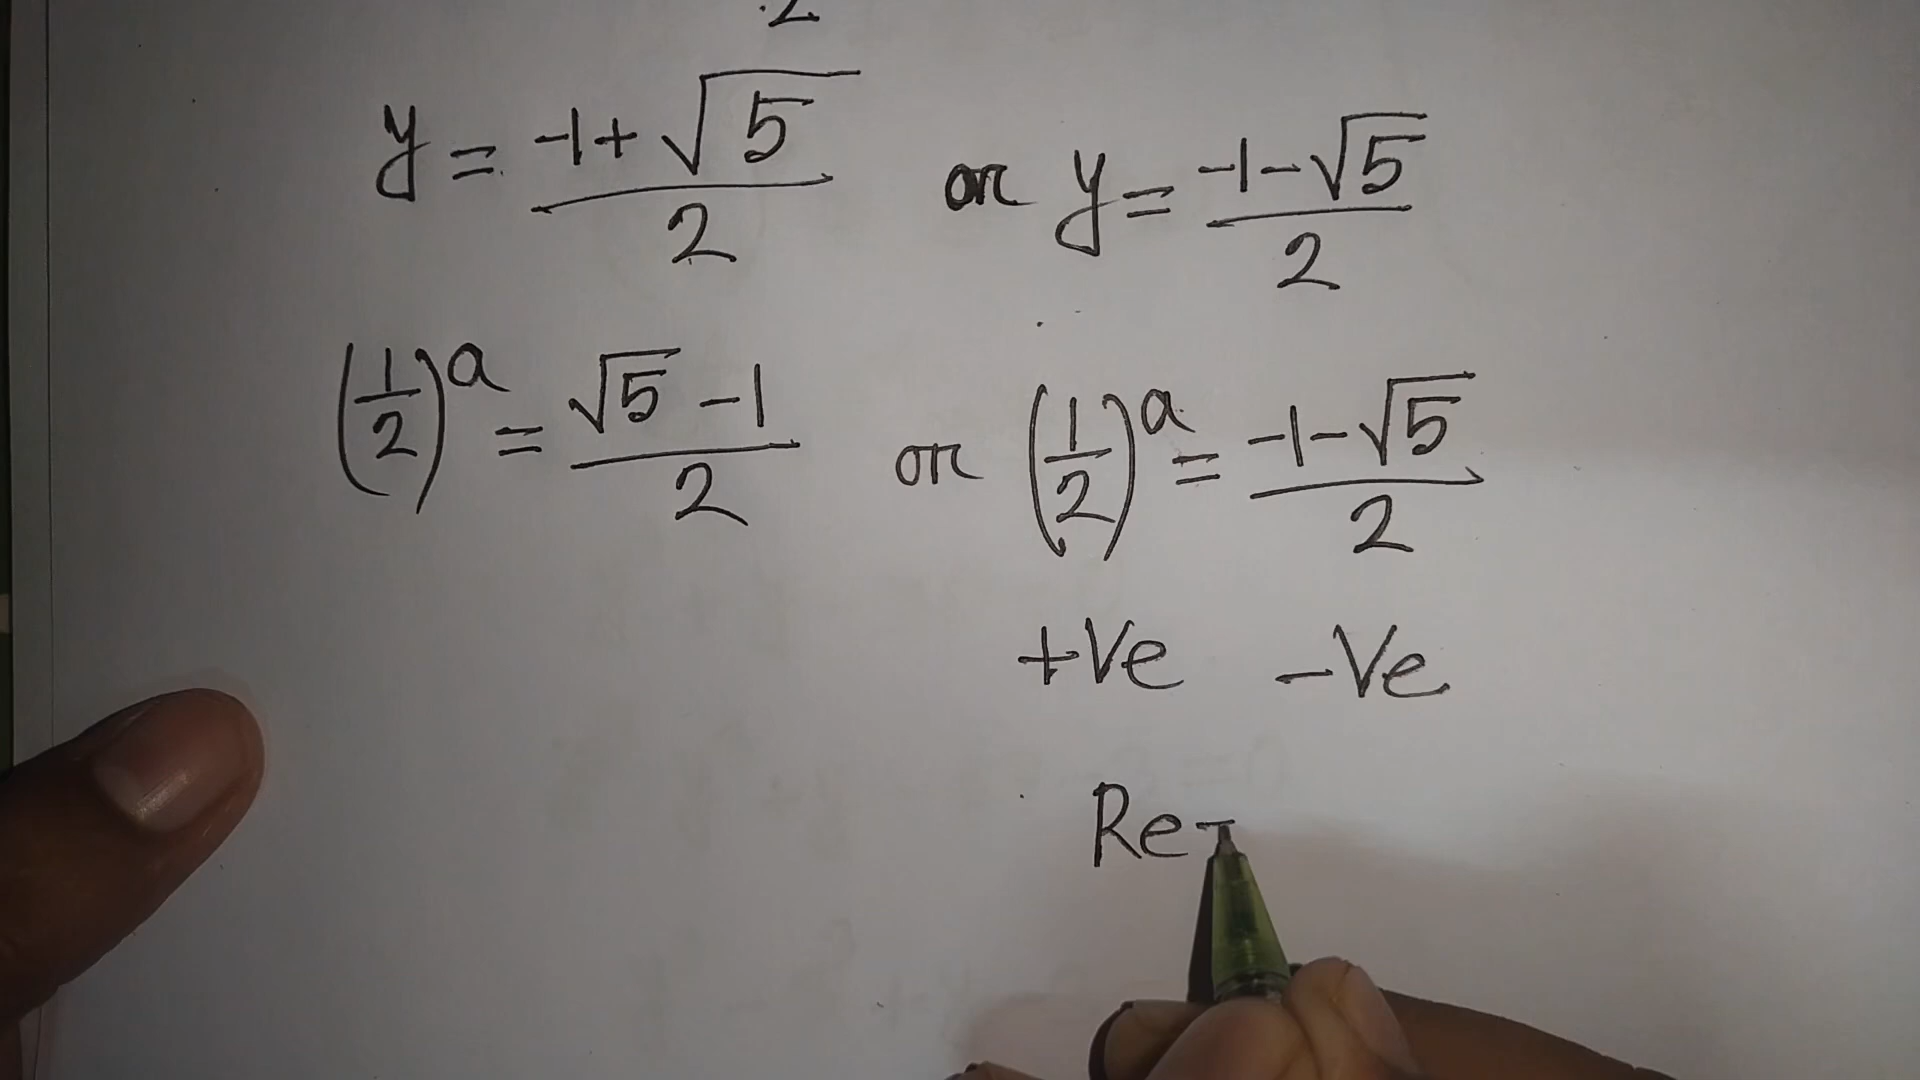 2
y = -1+√5/2 or y = -1-√5/2
(1/2)^a = √5 -1/2 or (1/2)^a = -1-√5/2
+Ve -Ve
Re